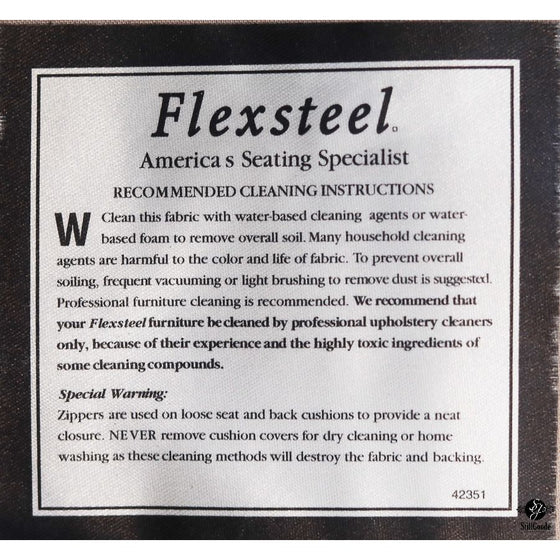 Flexsteel®
America s Seating Specialist
RECOMMENDED CLEANING INSTRUCTIONS
W Clean this fabric with water-based cleaning agents or water-
based foam to remove overall soil. Many household cleaning
agents are harmful to the color and life of fabric. To prevent overall
soiling, frequent vacuuming or light brushing to remove dust is suggested.
Professional furniture cleaning is recommended. We recommend that
your Flexsteel furniture be cleaned by professional upholstery cleaners
only, because of their experience and the highly toxic ingredients of
some cleaning compounds.
Special Warning:
Zippers are used on loose seat and back cushions to provide a neat
closure. NEVER remove cushion covers for dry cleaning or home
washing as these cleaning methods will destroy the fabric and backing.
42351
StillGoode